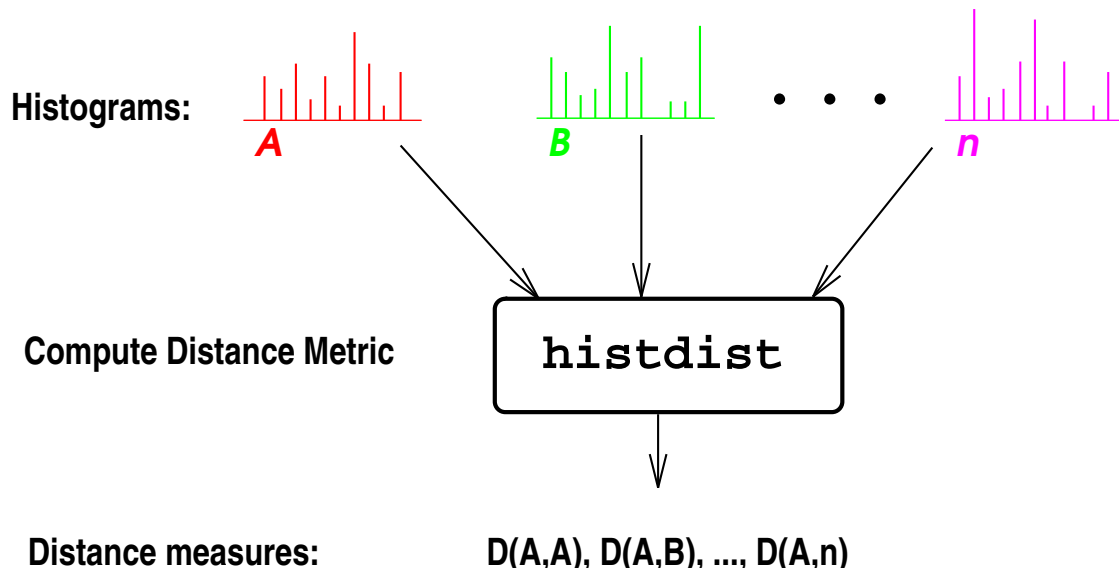 Histograms:
A
B
n
Compute Distance Metric
histdist
Distance measures:
D(A,A), D(A,B), ..., D(A,n)